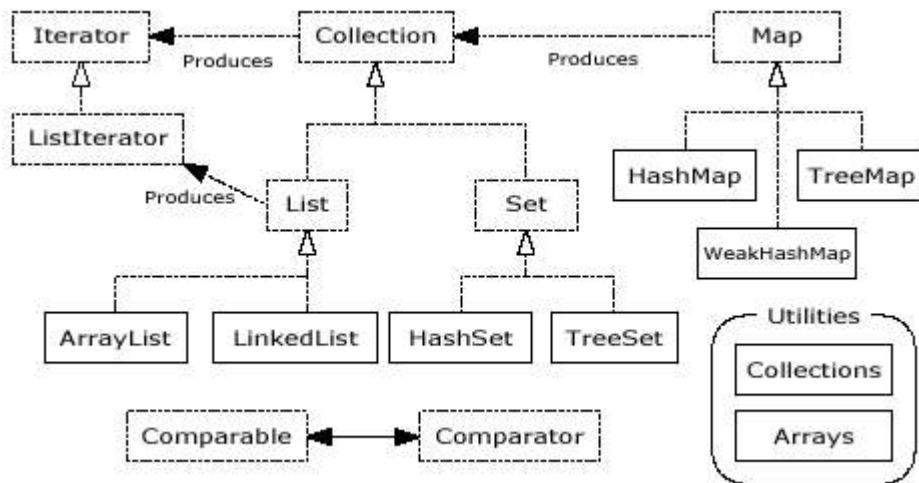 Iterator
Produces
Collection
Produces
Map
ListIterator
Produces
List
Set
HashMap
TreeMap
WeakHashMap
ArrayList
LinkedList
HashSet
TreeSet
Utilities
Collections
Arrays
Comparable
Comparator